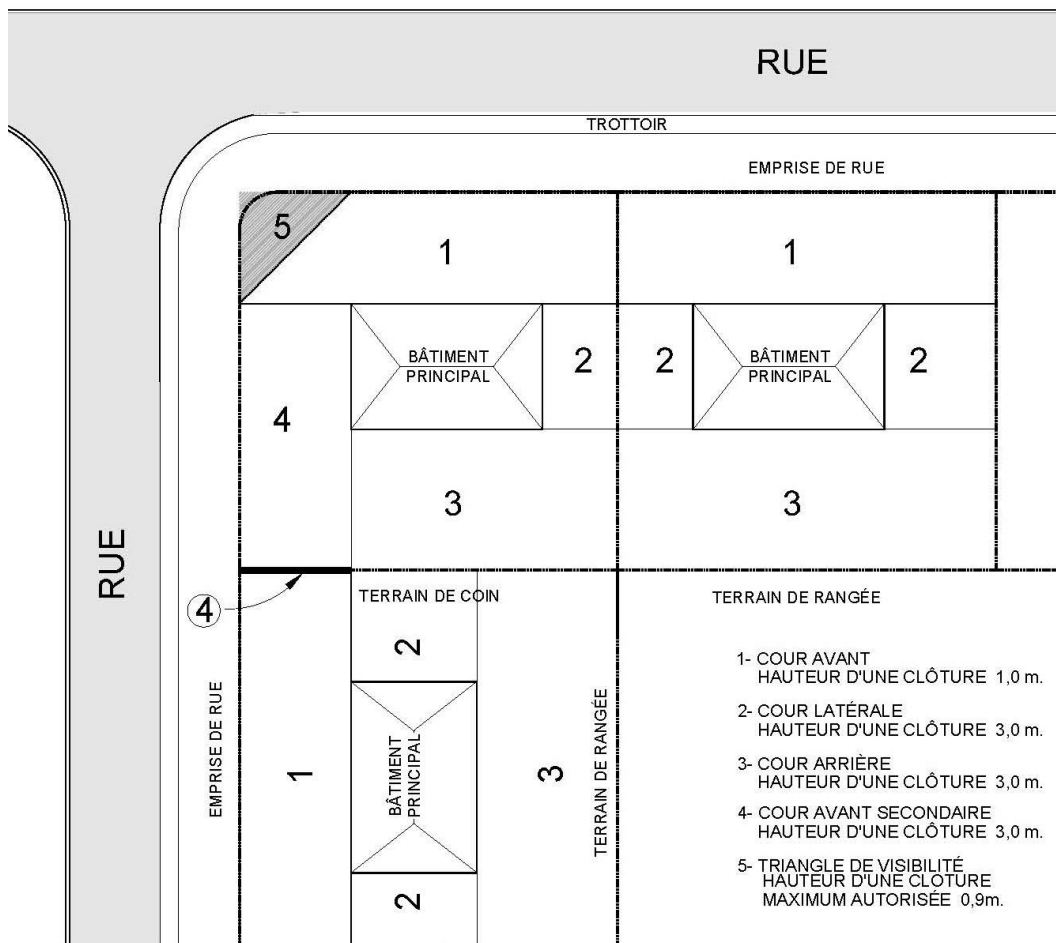 RUE
TROTTOIR
EMPRISE DE RUE
5
1
1
BÂTIMENT
PRINCIPAL
2
2
BÂTIMENT
PRINCIPAL
2
4
3
3
RUE
4
TERRAIN DE COIN
TERRAIN DE RANGÉE
2
EMPRISE DE RUE
1
BÂTIMENT
PRINCIPAL
3
TERRAIN DE RANGÉE
2
1- COUR AVANT
HAUTEUR D'UNE CLÔTURE 1,0 m.
2- COUR LATÉRALE
HAUTEUR D'UNE CLÔTURE 3,0 m.
3- COUR ARRIÈRE
HAUTEUR D'UNE CLÔTURE 3,0 m.
4- COUR AVANT SECONDAIRE
HAUTEUR D'UNE CLÔTURE 3,0 m.
5- TRIANGLE DE VISIBILITÉ
HAUTEUR D'UNE CLOTURE
MAXIMUM AUTORISÉE 0,9m.